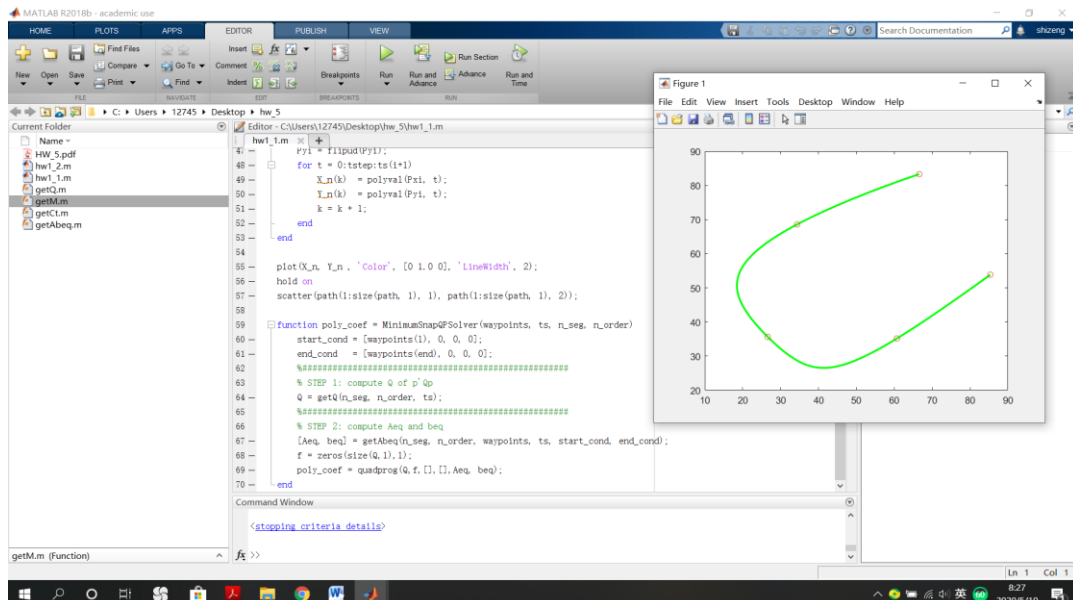 MATLAB R2018b - academic use
HOME PLOTS APPS EDITOR PUBLISH VIEW
Search Documentation
shizeng
New Open Save
Find Files
Compare
Print
Go To
Find
Insert fx
Comment
Indent
Breakpoints
Run
Run and Advance
Run Section
Advance
Run and Time
FILE NAVIGATE EDIT BREAKPOINTS RUN
C: Users 12745 Desktop hw_5
Current Folder
Name
HW_5.pdf
hw1_2.m
hw1_1.m
getQ.m
getM.m
getCt.m
getAbeq.m
getM.m (Function)
Editor - C:\Users\12745\Desktop\hw_5\hw1_1.m
hw1_1.m
47 Pyi = flipud(Pyi);
48 for t = 0:tstep:ts(i+1)
49 X_n(k) = polyval(Pxi, t);
50 Y_n(k) = polyval(Pyi, t);
51 k = k + 1;
52 end
53 end
54
55 plot(X_n, Y_n , 'Color', [0 1.0 0], 'LineWidth', 2);
56 hold on
57 scatter(path(1:size(path, 1), 1), path(1:size(path, 1), 2));
58
59 function poly_coef = MinimumSnapQPSolver(waypoints, ts, n_seg, n_order)
60 start_cond = [waypoints(1), 0, 0, 0];
61 end_cond = [waypoints(end), 0, 0, 0];
62 %#####################################################
63 % STEP 1: compute Q of p'Qp
64 Q = getQ(n_seg, n_order, ts);
65 %#####################################################
66 % STEP 2: compute Aeq and beq
67 [Aeq, beq] = getAbeq(n_seg, n_order, waypoints, ts, start_cond, end_cond);
68 f = zeros(size(Q,1),1);
69 poly_coef = quadprog(Q,f,[],[],Aeq, beq);
70 end
Command Window
<stopping criteria details>
fx >>
Figure 1
File Edit View Insert Tools Desktop Window Help
90
80
70
60
50
40
30
20
10 20 30 40 50 60 70 80 90
Ln 1 Col 1
英
60
8:27
2020/5/10